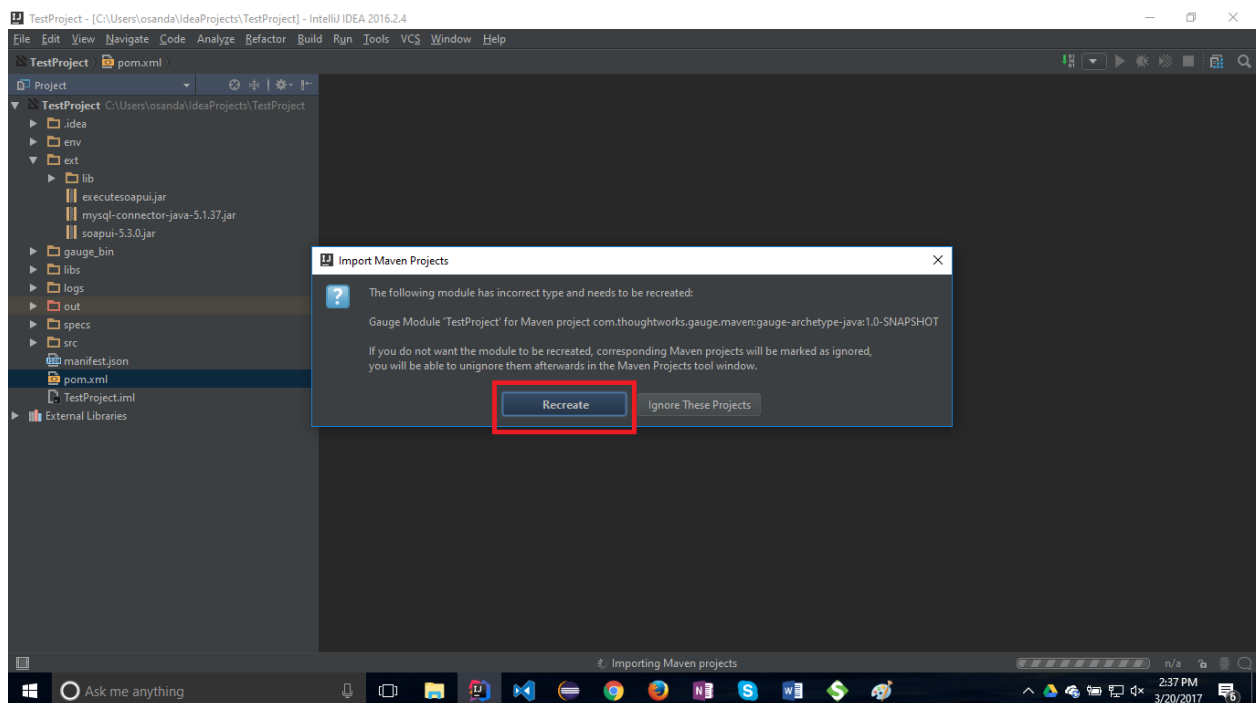 TestProject - [C:\Users\osanda\IdeaProjects\TestProject] - IntelliJ IDEA 2016.2.4
File Edit View Navigate Code Analyze Refactor Build Run Tools VCS Window Help
TestProject pom.xml
Project
TestProject C:\Users\osanda\IdeaProjects\TestProject
.idea
env
ext
lib
executesoapui.jar
mysql-connector-java-5.1.37.jar
soapui-5.3.0.jar
gauge_bin
libs
logs
out
specs
src
manifest.json
pom.xml
TestProject.iml
External Libraries
Import Maven Projects
The following module has incorrect type and needs to be recreated:
Gauge Module 'TestProject' for Maven project com.thoughtworks.gauge.maven:gauge-archetype-java:1.0-SNAPSHOT
If you do not want the module to be recreated, corresponding Maven projects will be marked as ignored,
you will be able to unignore them afterwards in the Maven Projects tool window.
Recreate Ignore These Projects
Importing Maven projects n/a
Ask me anything
2:37 PM
3/20/2017